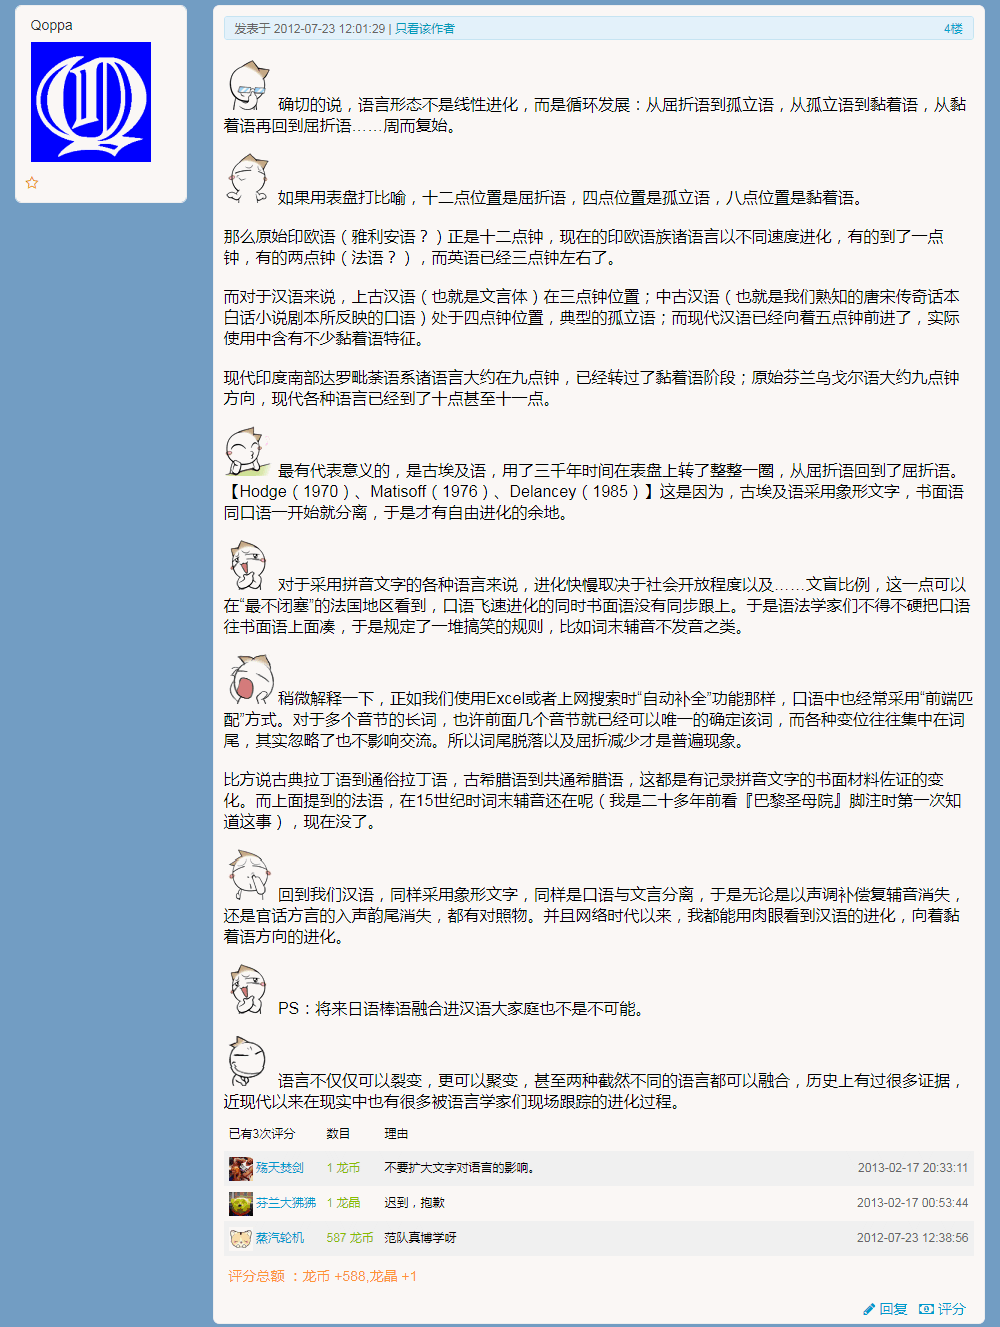 Qoppa
发表于 2012-07-23 12:01:29 | 只看该作者
4楼
确切的说，语言形态不是线性进化，而是循环发展：从屈折语到孤立语，从孤立语到黏着语，从黏
着语再回到屈折语……周而复始。
如果用表盘打比喻，十二点位置是屈折语，四点位置是孤立语，八点位置是黏着语。
那么原始印欧语（雅利安语？）正是十二点钟，现在的印欧语族诸语言以不同速度进化，有的到了一点
钟，有的两点钟（法语？），而英语已经三点钟左右了。
而对于汉语来说，上古汉语（也就是文言体）在三点钟位置；中古汉语（也就是我们熟知的唐宋传奇话本
白话小说剧本所反映的口语）处于四点钟位置，典型的孤立语；而现代汉语已经向着五点钟前进了，实际
使用中含有不少黏着语特征。
现代印度南部达罗毗荼语系诸语言大约在九点钟，已经转过了黏着语阶段；原始芬兰乌戈尔语大约九点钟
方向，现代各种语言已经到了十点甚至十一点。
最有代表意义的，是古埃及语，用了三千年时间在表盘上转了整整一圈，从屈折语回到了屈折语。
【Hodge（1970）、Matisoff（1976）、Delancey（1985）】这是因为，古埃及语采用象形文字，书面语
同口语一开始就分离，于是才有自由进化的余地。
对于采用拼音文字的各种语言来说，进化快慢取决于社会开放程度以及……文盲比例，这一点可以
在“最不闭塞”的法国地区看到，口语飞速进化的同时书面语没有同步跟上。于是语法学家们不得不硬把口语
往书面语上面凑，于是规定了一堆搞笑的规则，比如词末辅音不发音之类。
稍微解释一下，正如我们使用Excel或者上网搜索时“自动补全”功能那样，口语中也经常采用“前端匹
配”方式。对于多个音节的长词，也许前面几个音节就已经可以唯一的确定该词，而各种变位往往集中在词
尾，其实忽略了也不影响交流。所以词尾脱落以及屈折减少才是普遍现象。
比方说古典拉丁语到通俗拉丁语，古希腊语到共通希腊语，这都是有记录拼音文字的书面材料佐证的变
化。而上面提到的法语，在15世纪时词末辅音还在呢（我是二十多年前看『巴黎圣母院』脚注时第一次知
道这事），现在没了。
回到我们汉语，同样采用象形文字，同样是口语与文言分离，于是无论是以声调补偿复辅音消失，
还是官话方言的入声韵尾消失，都有对照物。并且网络时代以来，我都能用肉眼看到汉语的进化，向着黏
着语方向的进化。
PS：将来日语棒语融合进汉语大家庭也不是不可能。
语言不仅仅可以裂变，更可以聚变，甚至两种截然不同的语言都可以融合，历史上有过很多证据，
近现代以来在现实中也有很多被语言学家们现场跟踪的进化过程。
已有3次评分 数目 理由
殇天焚剑 1 龙币 不要扩大文字对语言的影响。 2013-02-17 20:33:11
芬兰大狒狒 1 龙晶 迟到，抱歉 2013-02-17 00:53:44
蒸汽轮机 587 龙币 范队真博学呀 2012-07-23 12:38:56
评分总额 ：龙币 +588,龙晶 +1
回复 评分